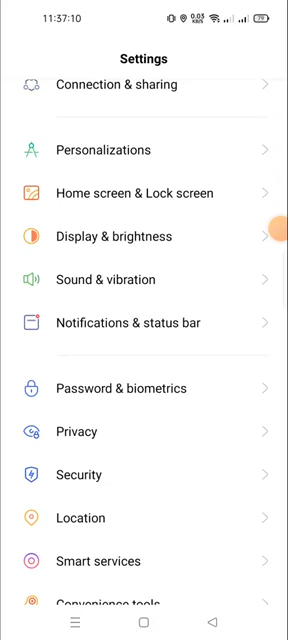 11:37:10
0.03
KB/S
79
Settings
Connection & sharing
Personalizations
Home screen & Lock screen
Display & brightness
Sound & vibration
Notifications & status bar
Password & biometrics
Privacy
Security
Location
Smart services
Convenience tools